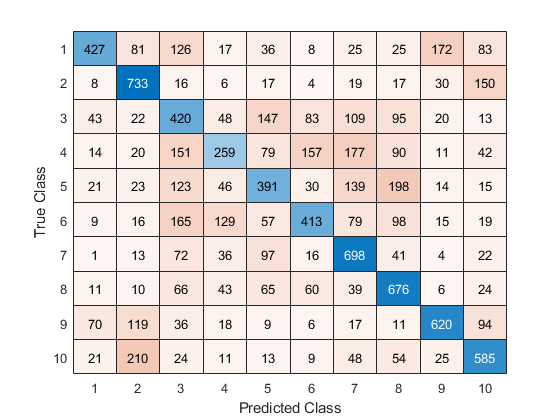 1 427 81 126 17 36 8 25 25 172 83
2 8 733 16 6 17 4 19 17 30 150
3 43 22 420 48 147 83 109 95 20 13
4 14 20 151 259 79 157 177 90 11 42
5 21 23 123 46 391 30 139 198 14 15
6 9 16 165 129 57 413 79 98 15 19
7 1 13 72 36 97 16 698 41 4 22
8 11 10 66 43 65 60 39 676 6 24
9 70 119 36 18 9 6 17 11 620 94
10 21 210 24 11 13 9 48 54 25 585
1 2 3 4 5 6 7 8 9 10
True Class
Predicted Class